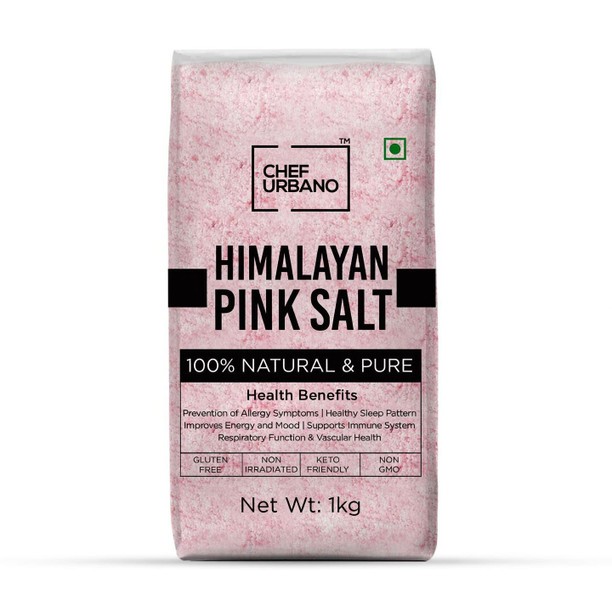 TM
CHEF
URBANO
HIMALAYAN
PINK SALT
100% NATURAL & PURE
Health Benefits
Prevention of Allergy Symptoms | Healthy Sleep Pattern
Improves Energy and Mood | Supports Immune System
Respiratory Function & Vascular Health
GLUTEN FREE
NON IRRADIATED
KETO FRIENDLY
NON GMO
Net Wt: 1kg